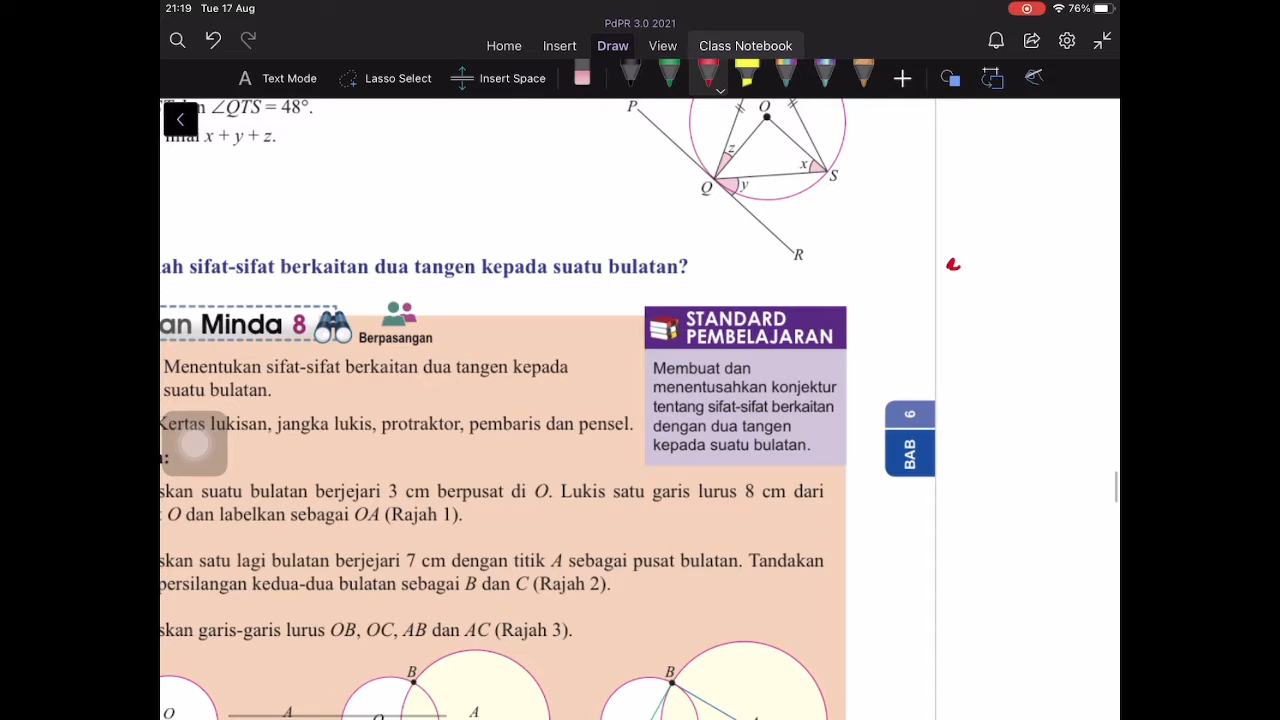 21:19 Tue 17 Aug
76%
PdPR 3.0 2021
Home Insert Draw View Class Notebook
A Text Mode Lasso Select Insert Space
∠QTS = 48°.
x + y + z.
P
O
z
x
S
Q
y
R
ah sifat-sifat berkaitan dua tangen kepada suatu bulatan?
an Minda 8
Berpasangan
STANDARD
PEMBELAJARAN
Menentukan sifat-sifat berkaitan dua tangen kepada
suatu bulatan.
Membuat dan
menentusahkan konjektur
tentang sifat-sifat berkaitan
dengan dua tangen
kepada suatu bulatan.
Kertas lukisan, jangka lukis, protraktor, pembaris dan pensel.
6
BAB
skan suatu bulatan berjejari 3 cm berpusat di O. Lukis satu garis lurus 8 cm dari
O dan labelkan sebagai OA (Rajah 1).
skan satu lagi bulatan berjejari 7 cm dengan titik A sebagai pusat bulatan. Tandakan
persilangan kedua-dua bulatan sebagai B dan C (Rajah 2).
skan garis-garis lurus OB, OC, AB dan AC (Rajah 3).
B
B
O
A
A